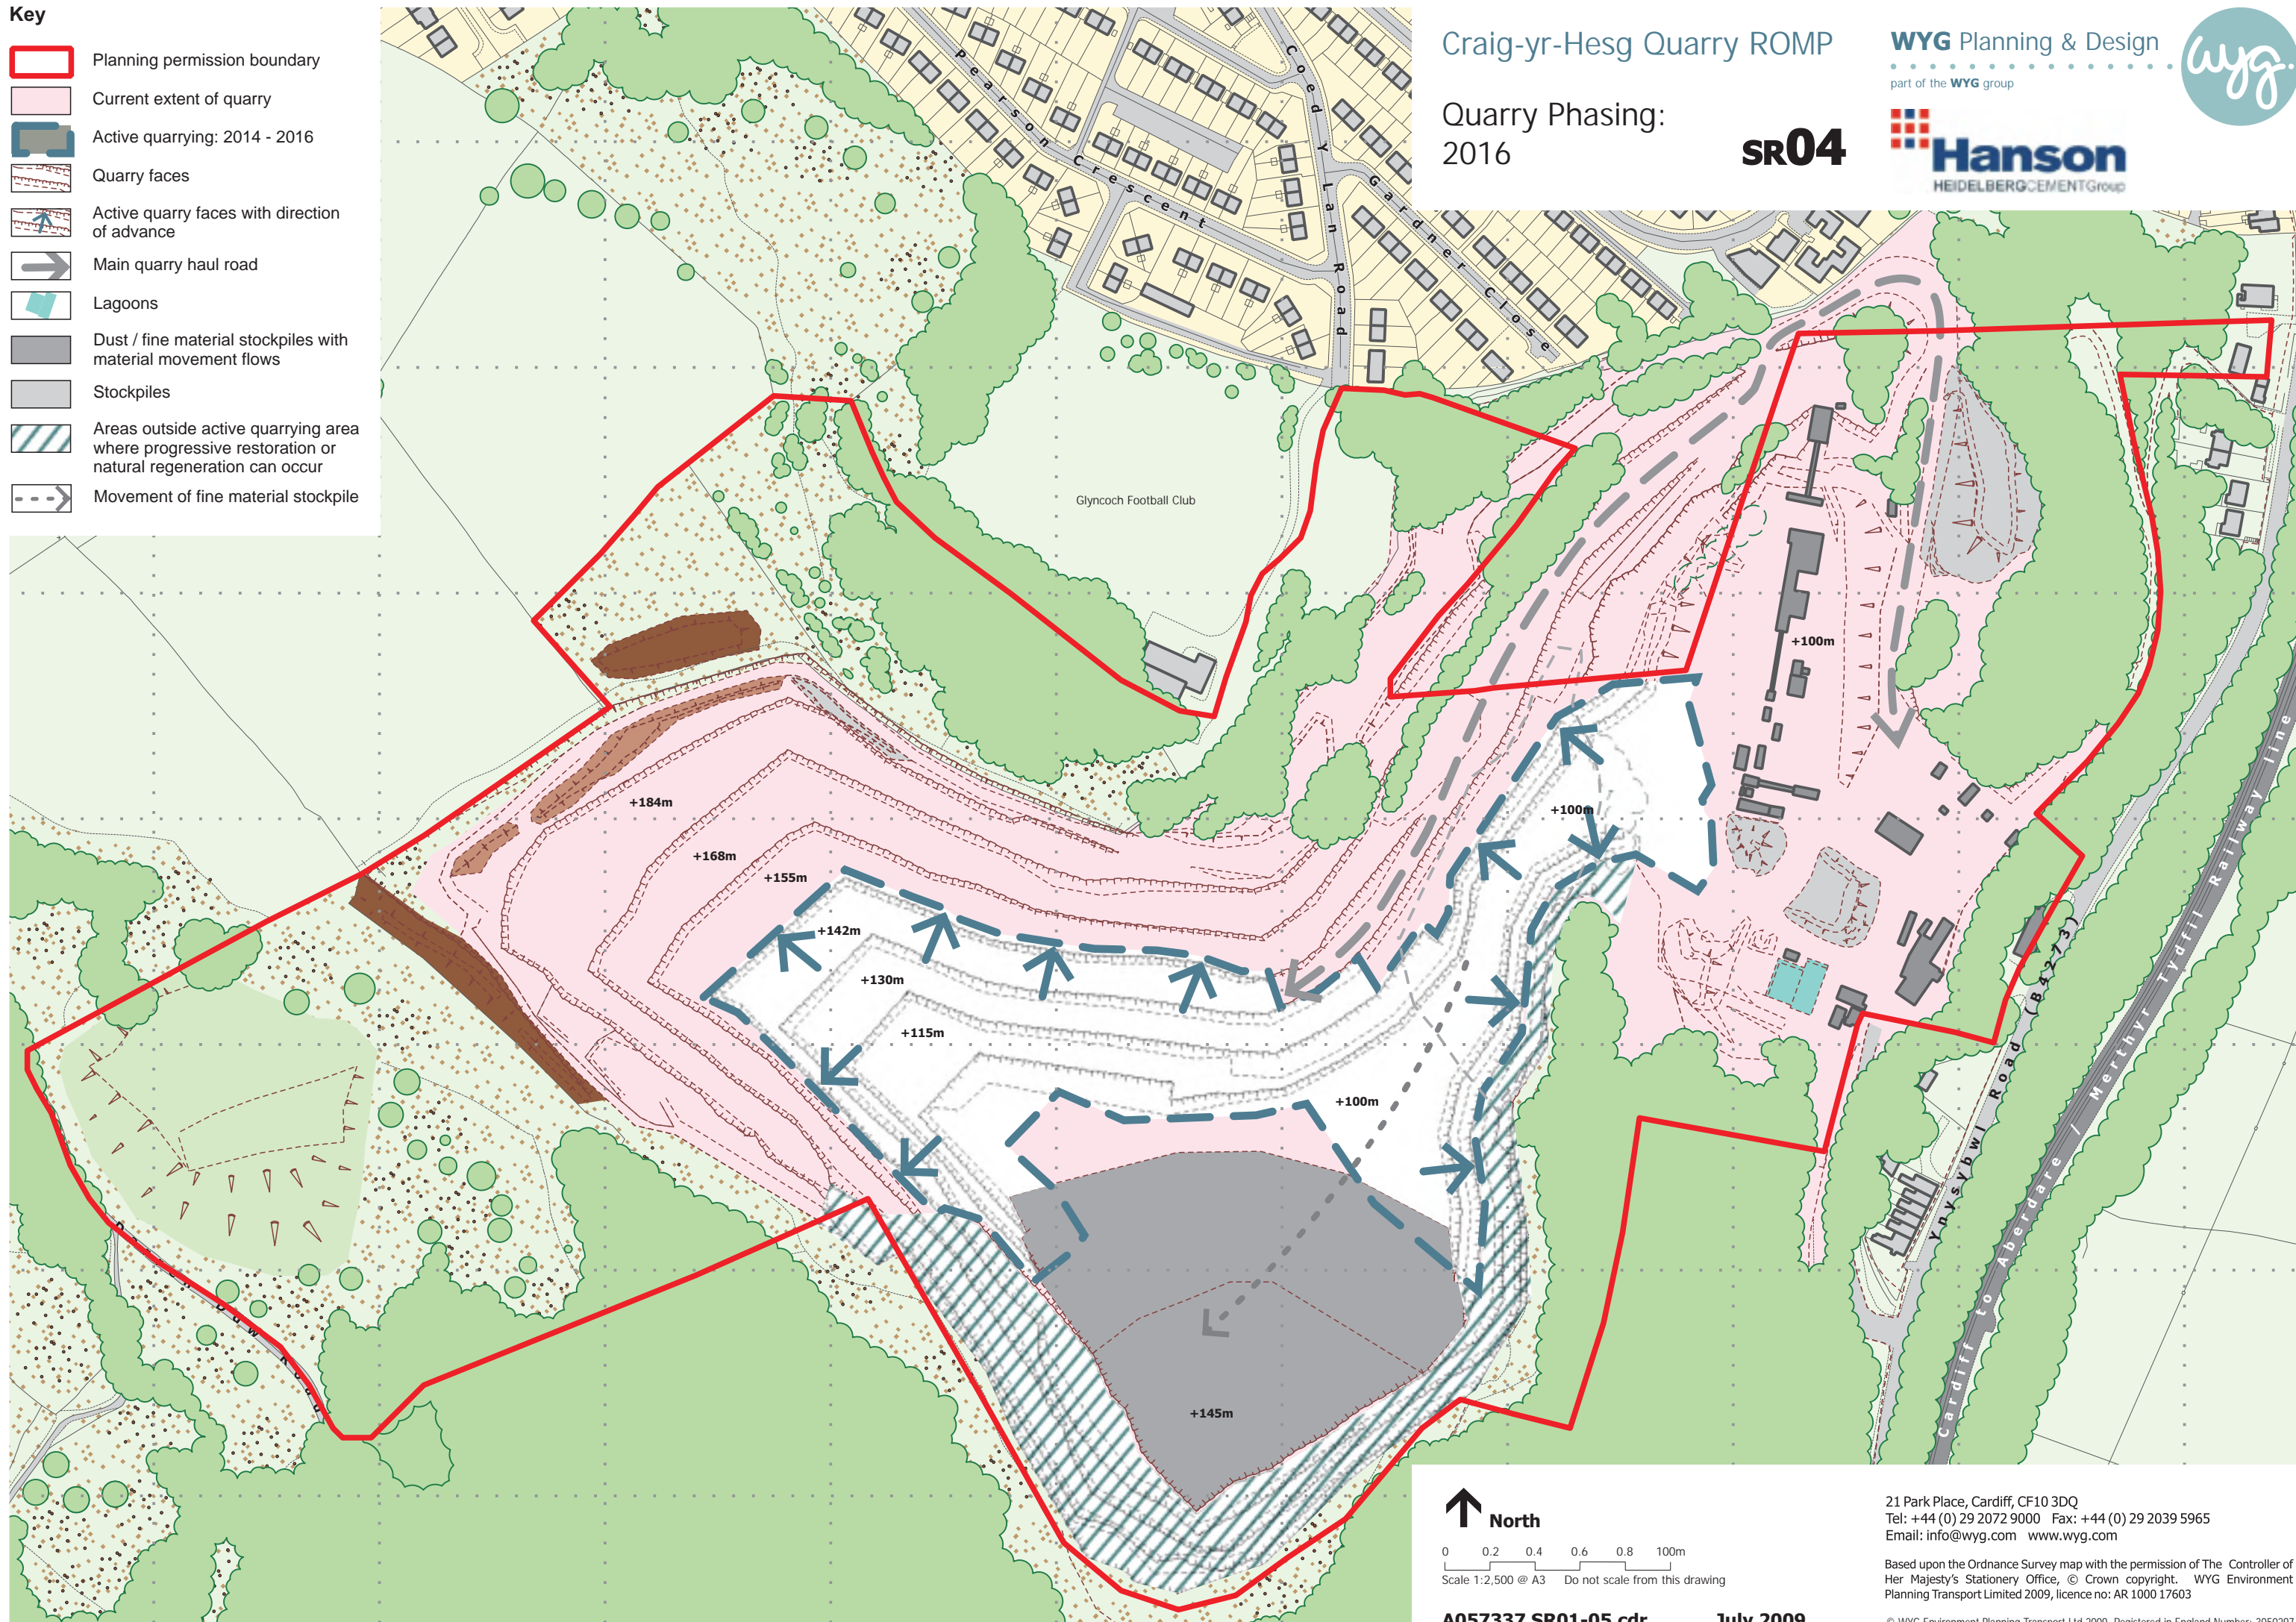 Key
Planning permission boundary
Current extent of quarry
Active quarrying: 2014 - 2016
Quarry faces
Active quarry faces with direction
of advance
Main quarry haul road
Lagoons
Dust / fine material stockpiles with
material movement flows
Stockpiles
Areas outside active quarrying area
where progressive restoration or
natural regeneration can occur
Movement of fine material stockpile
Craig-yr-Hesg Quarry ROMP
Quarry Phasing:
2016
SR04
WYG Planning & Design
part of the WYG group
wyg
Hanson
HEIDELBERGCEMENTGroup
Pearson Crescent
Coed Y Lan Road
Gardner Close
Glyncoch Football Club
+100m
+184m
+168m
+155m
+142m
+130m
+115m
+100m
+100m
+145m
Ynysybwl Road (B4273)
Cardiff to Aberdare / Merthyr Tydfil Railway line
North
0 0.2 0.4 0.6 0.8 100m
Scale 1:2,500 @ A3 Do not scale from this drawing
A057337 SR01-05.cdr July 2009
21 Park Place, Cardiff, CF10 3DQ
Tel: +44 (0) 29 2072 9000 Fax: +44 (0) 29 2039 5965
Email: info@wyg.com www.wyg.com
Based upon the Ordnance Survey map with the permission of The Controller of
Her Majesty's Stationery Office, © Crown copyright. WYG Environment
Planning Transport Limited 2009, licence no: AR 1000 17603